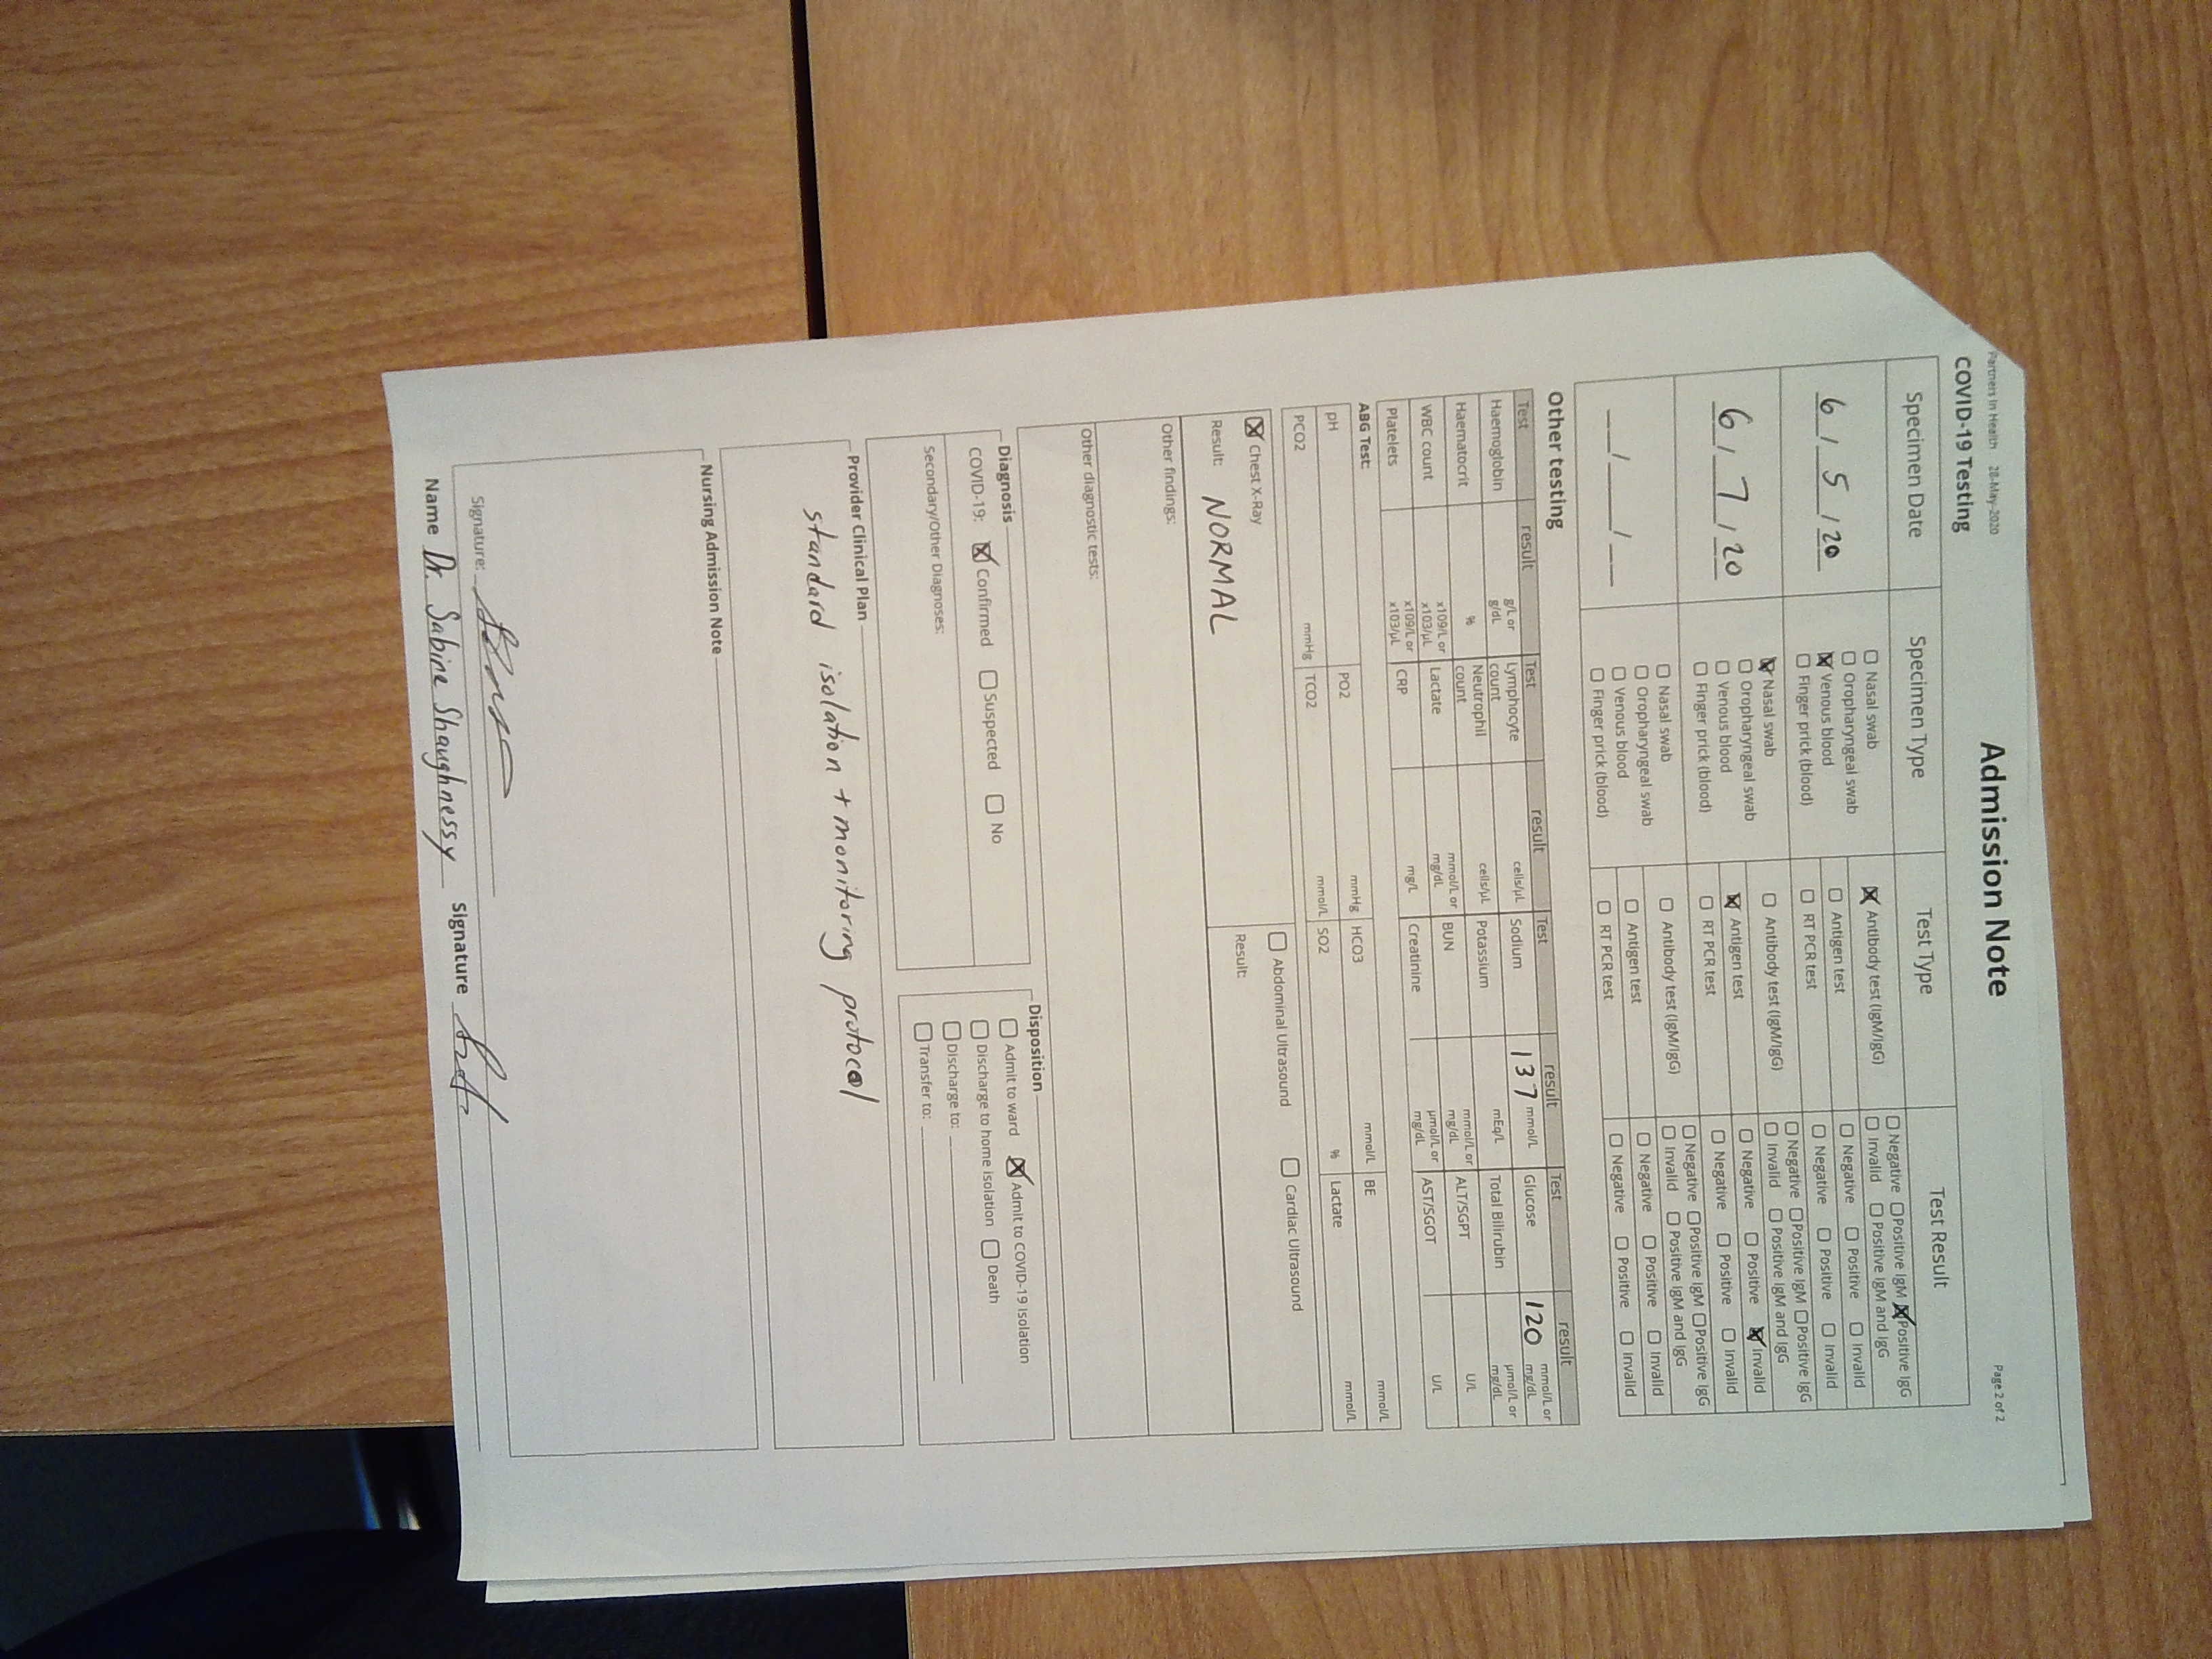 Partners In Health 28-May-2020
Admission Note
Page 2 of 2
COVID-19 Testing
Specimen Date Specimen Type Test Type Test Result
6 / 5 / 20
☐ Nasal swab
☐ Oropharyngeal swab
☒ Venous blood
☐ Finger prick (blood)
☒ Antibody test (IgM/IgG) ☐ Negative ☐ Positive IgM ☒ Positive IgG
☐ Invalid ☐ Positive IgM and IgG
☐ Antigen test ☐ Negative ☐ Positive ☐ Invalid
☐ RT PCR test ☐ Negative ☐ Positive ☐ Invalid
6 / 7 / 20
☒ Nasal swab
☐ Oropharyngeal swab
☐ Venous blood
☐ Finger prick (blood)
☐ Antibody test (IgM/IgG) ☐ Negative ☐ Positive IgM ☐ Positive IgG
☐ Invalid ☐ Positive IgM and IgG
☒ Antigen test ☐ Negative ☐ Positive ☒ Invalid
☐ RT PCR test ☐ Negative ☐ Positive ☐ Invalid
__/__/__
☐ Nasal swab
☐ Oropharyngeal swab
☐ Venous blood
☐ Finger prick (blood)
☐ Antibody test (IgM/IgG) ☐ Negative ☐ Positive IgM ☐ Positive IgG
☐ Invalid ☐ Positive IgM and IgG
☐ Antigen test ☐ Negative ☐ Positive ☐ Invalid
☐ RT PCR test ☐ Negative ☐ Positive ☐ Invalid
Other testing
Test result Test result Test result Test result
Haemoglobin g/L or g/dL Lymphocyte count cells/µL Sodium 137 mmol/L Glucose 120 mmol/L or mg/dL
Haematocrit % Neutrophil count cells/µL Potassium mEq/L Total Bilirubin µmol/L or mg/dL
WBC count x109/L or x103/µL Lactate mmol/L or mg/dL BUN mmol/L or mg/dL ALT/SGPT U/L
Platelets x109/L or x103/µL CRP mg/L Creatinine µmol/L or mg/dL AST/SGOT U/L
ABG Test:
pH PO2 mmHg HCO3 mmol/L BE mmol/L
PCO2 mmHg TCO2 mmol/L SO2 % Lactate mmol/L
☒ Chest X-Ray ☐ Abdominal Ultrasound ☐ Cardiac Ultrasound
Result: NORMAL Result:
Other findings:
Other diagnostic tests:
Diagnosis
COVID-19: ☒ Confirmed ☐ Suspected ☐ No
Secondary/Other Diagnoses:
Disposition
☐ Admit to ward ☒ Admit to COVID-19 Isolation
☐ Discharge to home isolation ☐ Death
☐ Discharge to:
☐ Transfer to:
Provider Clinical Plan
standard isolation + monitoring protocol
Nursing Admission Note
Signature:
Name Dr. Sabine Shaughnessy Signature